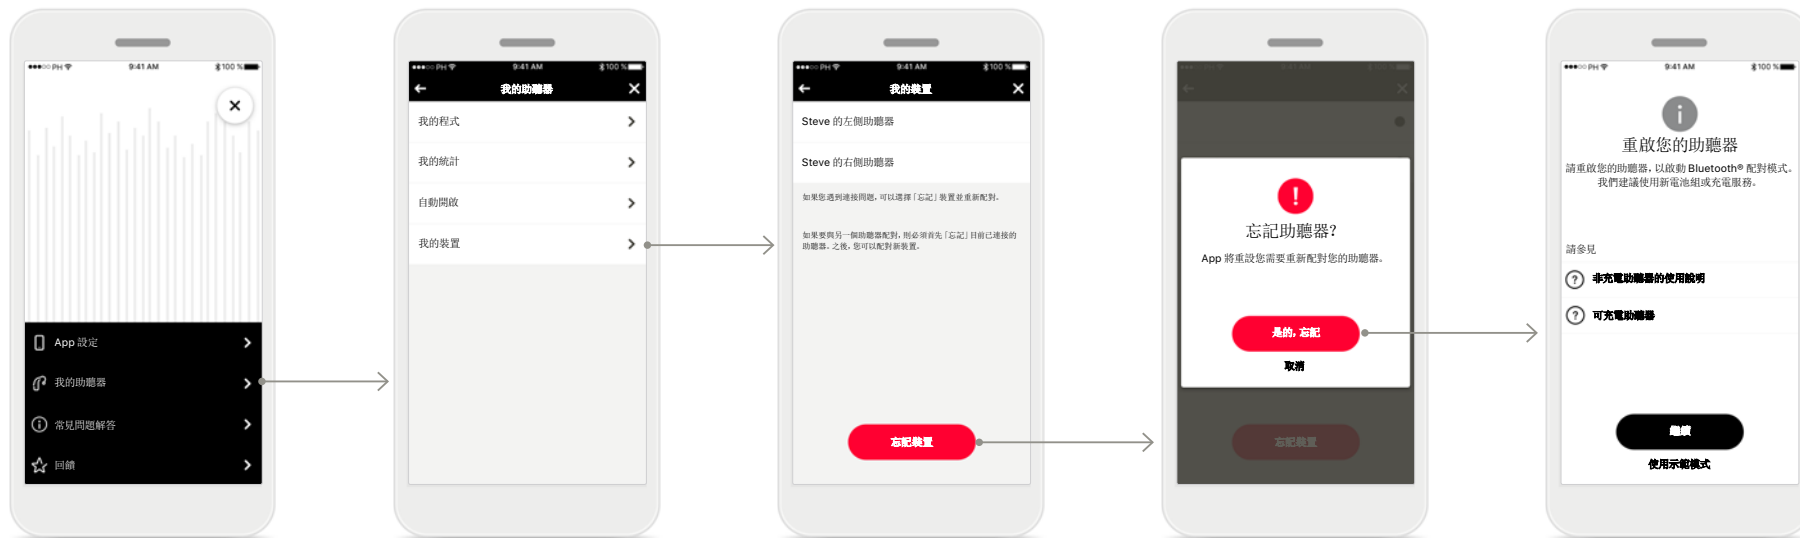 PH 9:41 AM 100 %
App 設定
我的助聽器
常見問題解答
回饋
PH 9:41 AM 100 %
我的助聽器
我的程式
我的統計
自動開啟
我的裝置
PH 9:41 AM 100 %
我的裝置
Steve 的左側助聽器
Steve 的右側助聽器
如果您遇到連接問題,可以選擇「忘記」裝置並重新配對。
如果要與另一個助聽器配對,則必須首先「忘記」目前已連接的
助聽器。之後,您可以配對新裝置。
忘記裝置
PH 9:41 AM 100 %
忘記助聽器?
App 將重設您需要重新配對您的助聽器。
是的,忘記
取消
忘記裝置
PH 9:41 AM 100 %
重啟您的助聽器
請重啟您的助聽器,以啟動 Bluetooth® 配對模式。
我們建議使用新電池組或充電服務。
請參見
非充電助聽器的使用說明
可充電助聽器
繼續
使用示範模式